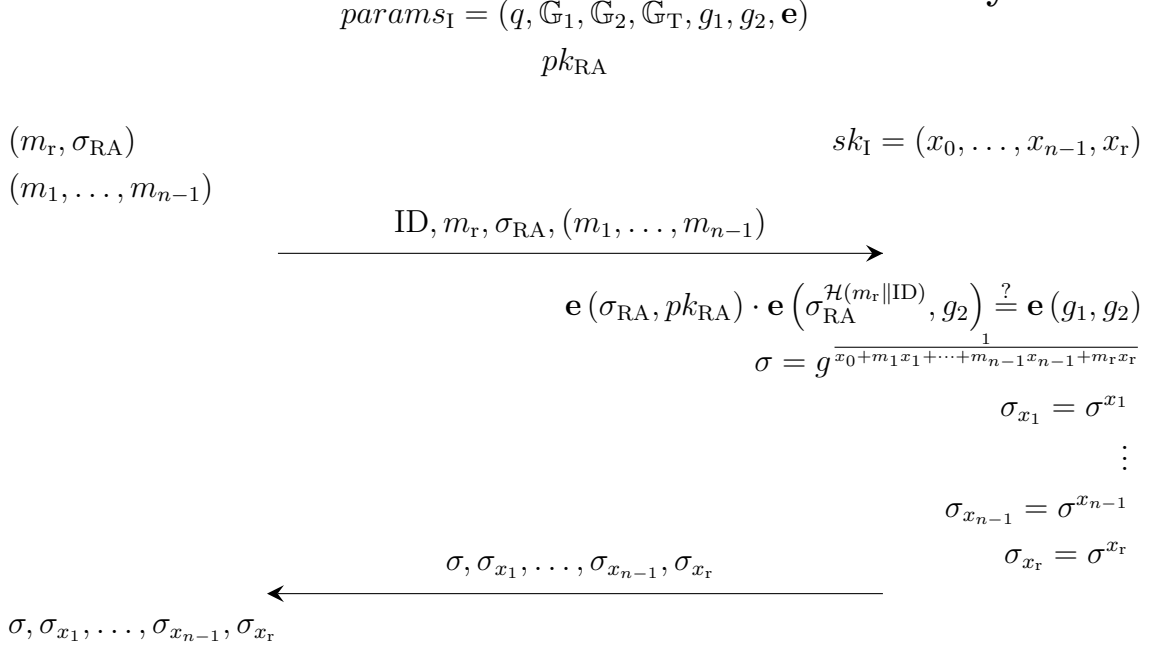 params_I = (q, 𝔾_1, 𝔾_2, 𝔾_T, g_1, g_2, e)
pk_RA
(m_r, σ_RA) sk_I = (x_0, …, x_{n−1}, x_r)
(m_1, …, m_{n−1})
ID, m_r, σ_RA, (m_1, …, m_{n−1})
e (σ_RA, pk_RA) · e (σ_RA^{ℋ(m_r∥ID)}, g_2) ≟ e (g_1, g_2)
σ = g^{1/(x_0+m_1x_1+⋯+m_{n−1}x_{n−1}+m_rx_r)}
σ_{x_1} = σ^{x_1}
⋮
σ_{x_{n−1}} = σ^{x_{n−1}}
σ_{x_r} = σ^{x_r}
σ, σ_{x_1}, …, σ_{x_{n−1}}, σ_{x_r}
σ, σ_{x_1}, …, σ_{x_{n−1}}, σ_{x_r}